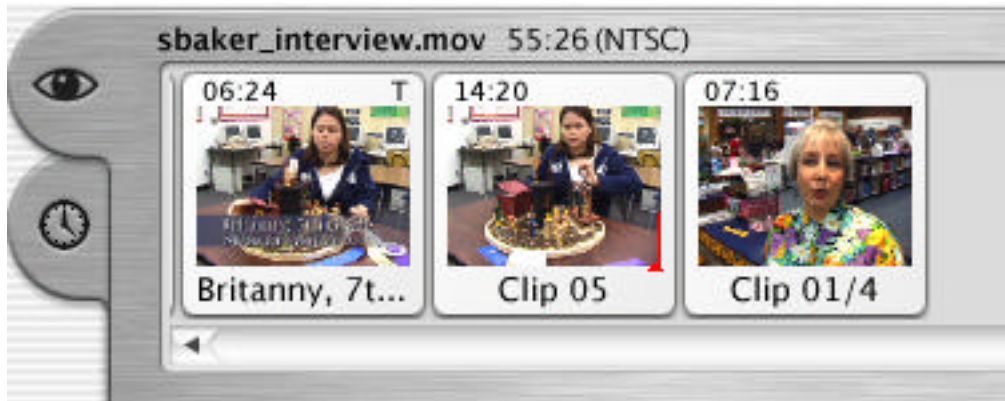 sbaker_interview.mov 55:26 (NTSC)
06:24 T
14:20
07:16
Britanny, 7t...
Clip 05
Clip 01/4